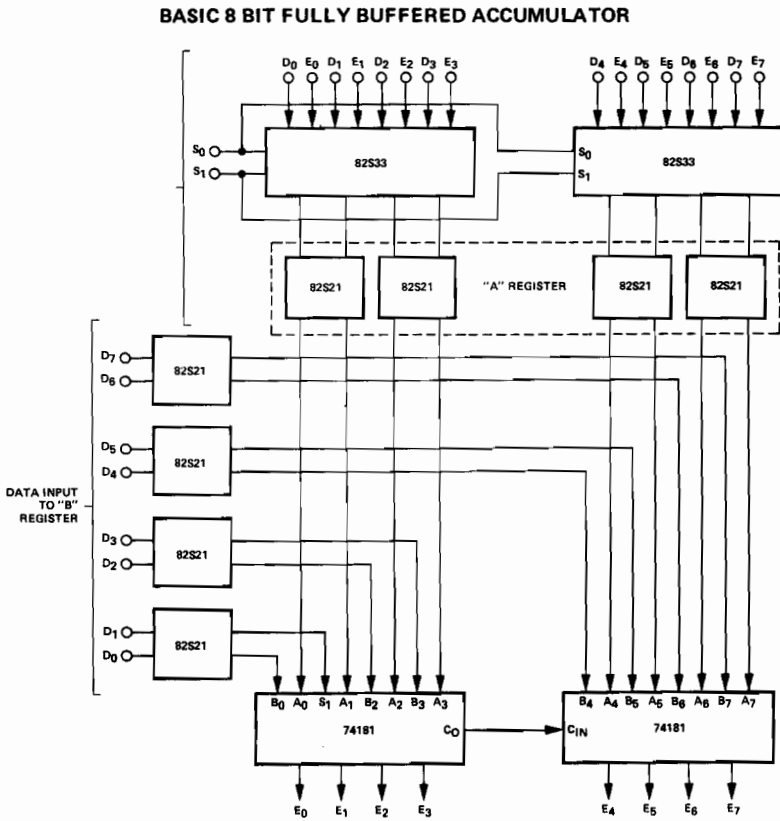 BASIC 8 BIT FULLY BUFFERED ACCUMULATOR
D0 E0 D1 E1 D2 E2 D3 E3
D4 E4 D5 E5 D6 E6 D7 E7
S0
S1
82S33
S0
S1
82S33
82S21
82S21
"A" REGISTER
82S21
82S21
D7
D6
82S21
D5
D4
82S21
DATA INPUT
TO "B"
REGISTER
D3
D2
82S21
D1
D0
82S21
B0 A0 S1 A1 B2 A2 B3 A3
74181
CO
B4 A4 B5 A5 B6 A6 B7 A7
CIN
74181
E0 E1 E2 E3
E4 E5 E6 E7